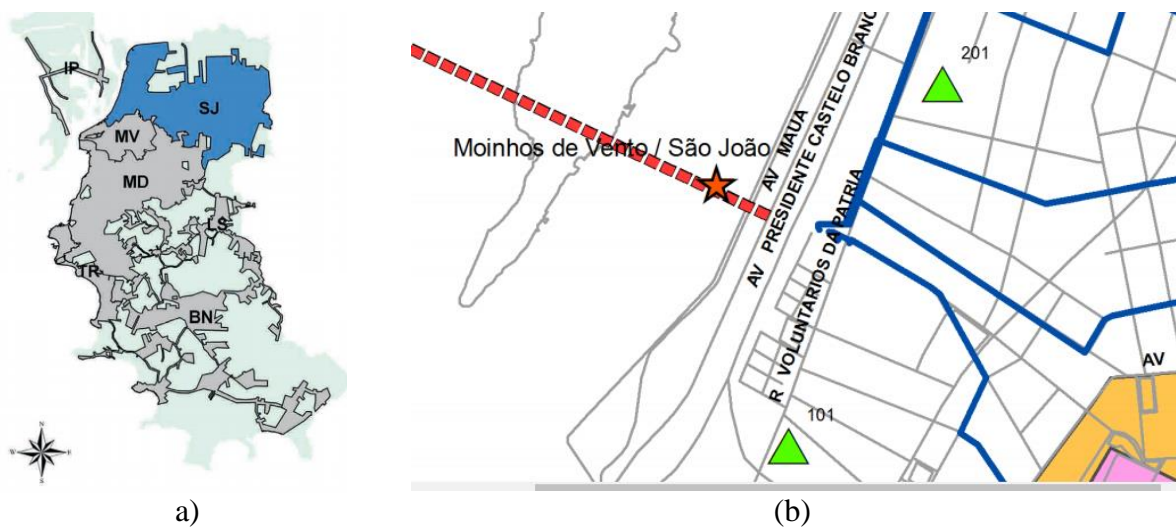 IP
SJ
MV
MD
LS
TR
BN
N
W
E
S
a)
201
Moinhos de Vento / São João
AV MAUA
AV PRESIDENTE CASTELO BRANC
R VOLUNTARIOS DA PATRIA
AV
101
(b)